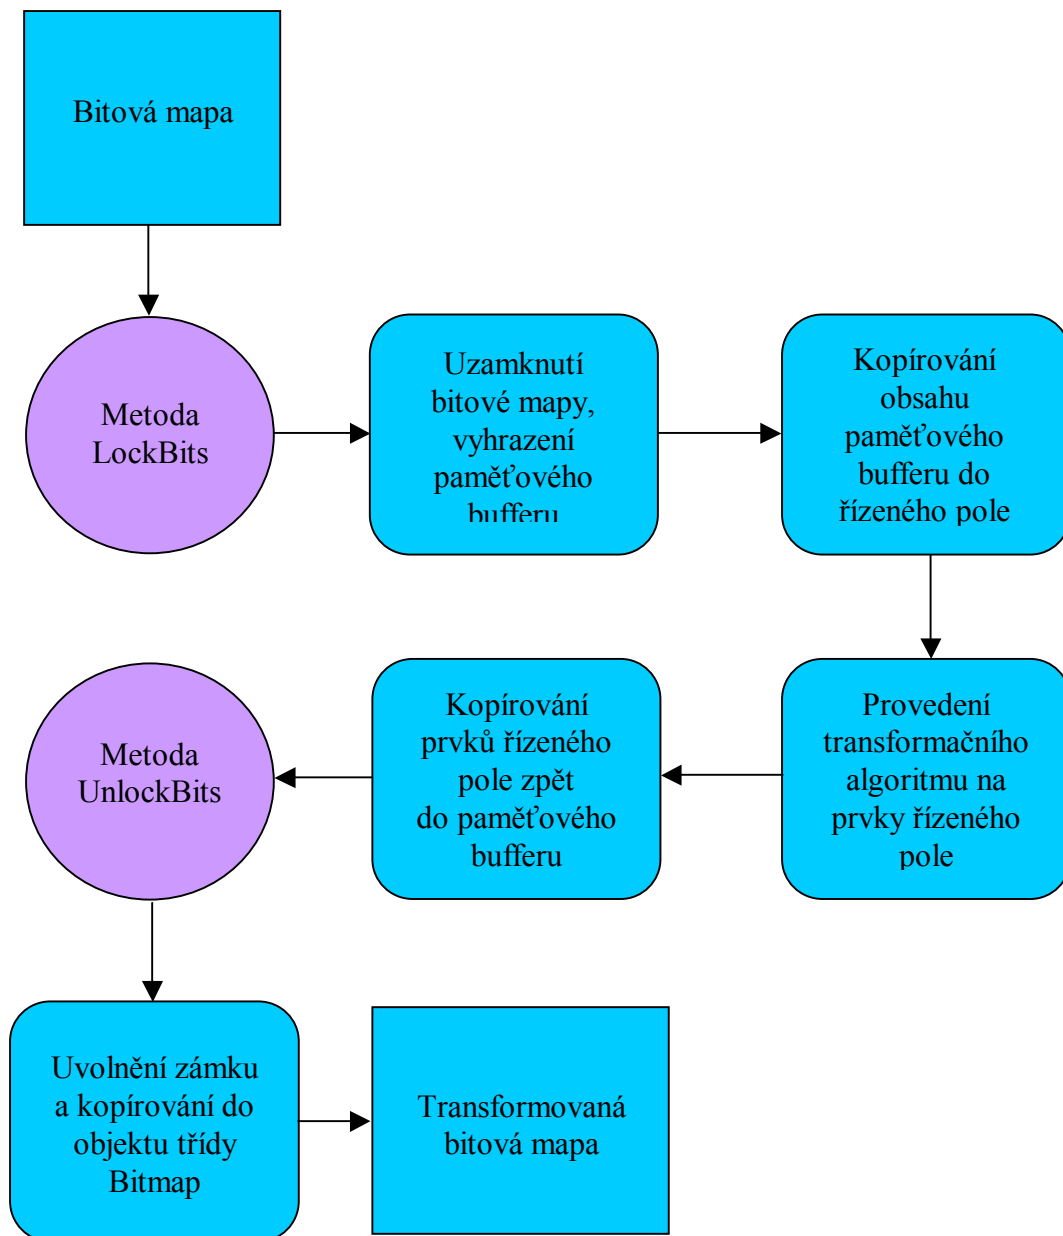 Bitová mapa
Metoda
LockBits
Uzamknutí
bitové mapy,
vyhrazení
paměťového
bufferu
Kopírování
obsahu
paměťového
bufferu do
řízeného pole
Provedení
transformačního
algoritmu na
prvky řízeného
pole
Kopírování
prvků řízeného
pole zpět
do paměťového
bufferu
Metoda
UnlockBits
Uvolnění zámku
a kopírování do
objektu třídy
Bitmap
Transformovaná
bitová mapa